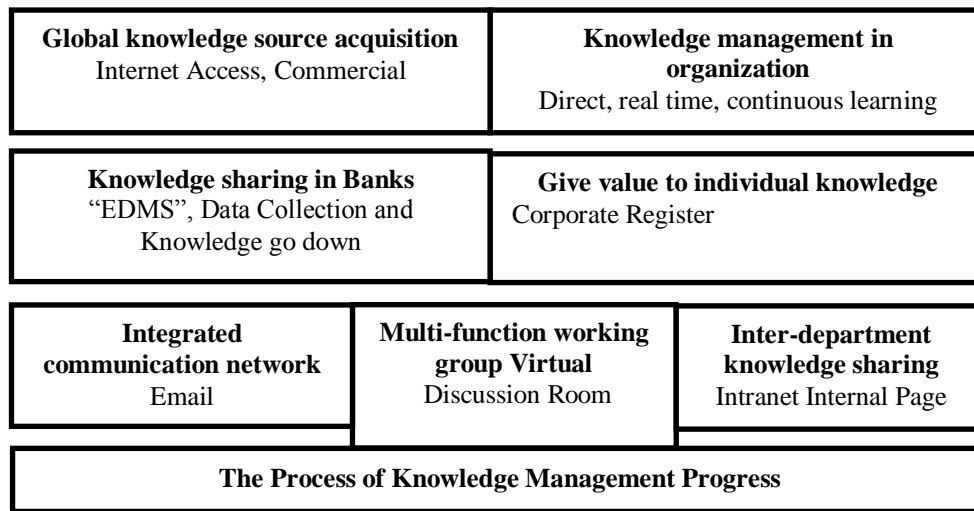 Global knowledge source acquisition
Internet Access, Commercial
Knowledge management in
organization
Direct, real time, continuous learning
Knowledge sharing in Banks
“EDMS”, Data Collection and
Knowledge go down
Give value to individual knowledge
Corporate Register
Integrated
communication network
Email
Multi-function working
group Virtual
Discussion Room
Inter-department
knowledge sharing
Intranet Internal Page
The Process of Knowledge Management Progress